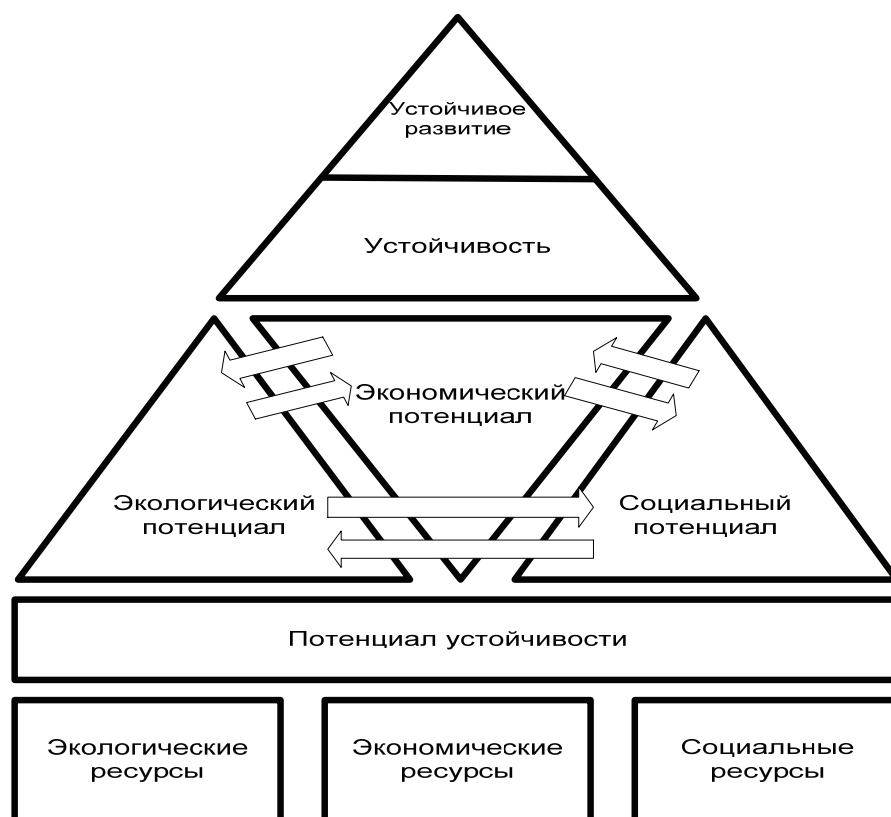 Устойчивое
развитие
Устойчивость
Экономический
потенциал
Экологический
потенциал
Социальный
потенциал
Потенциал устойчивости
Экологические
ресурсы
Экономические
ресурсы
Социальные
ресурсы